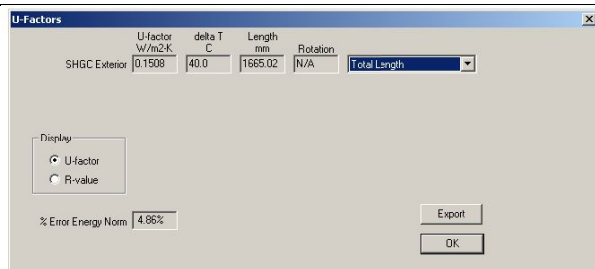 U-Factors
U-factor delta T Length
W/m2-K C mm Rotation
SHGC Exterior 0.1508 40.0 1665.02 N/A Total Length
Display
U-factor
R-value
% Error Energy Norm 4.86%
Export
OK